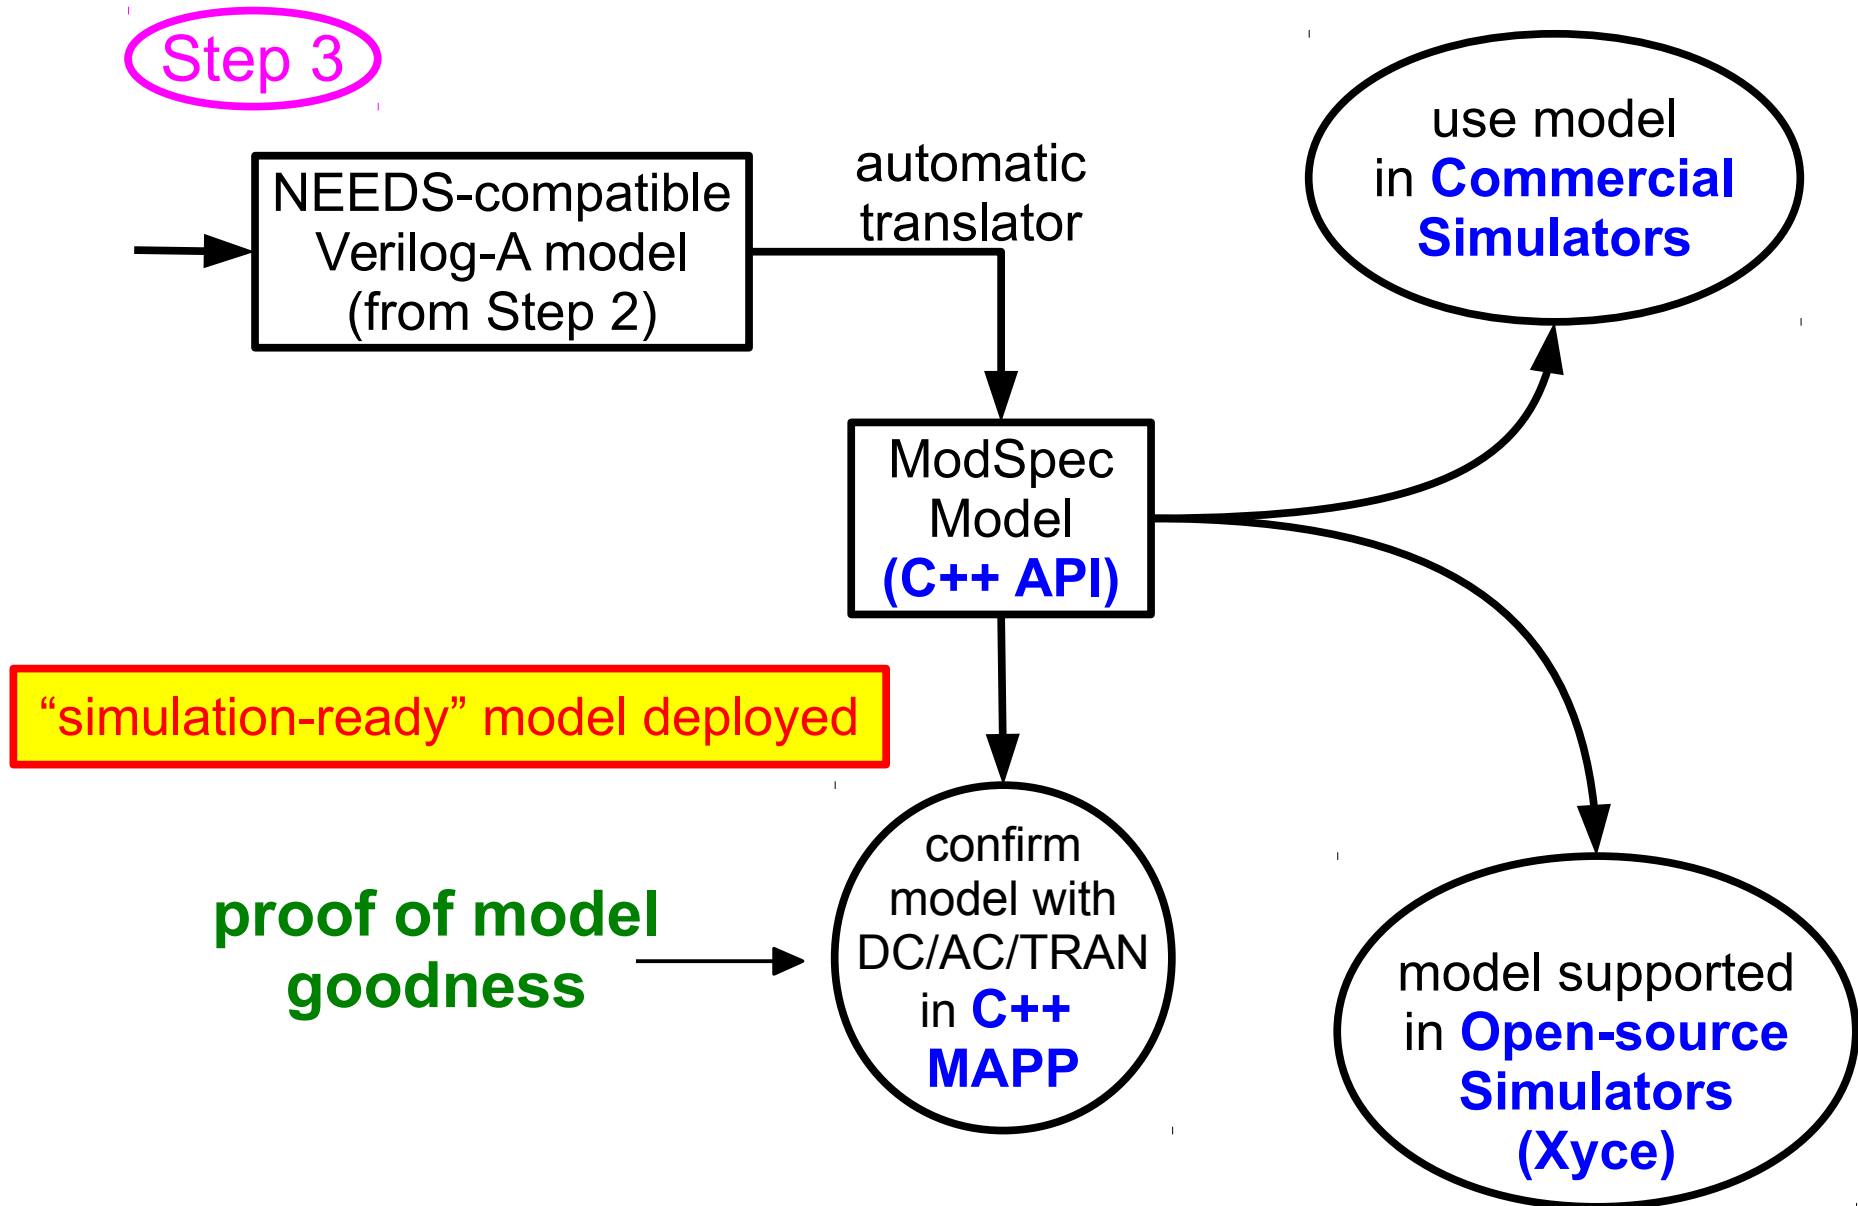 Step 3
NEEDS-compatible
Verilog-A model
(from Step 2)
automatic
translator
use model
in Commercial
Simulators
ModSpec
Model
(C++ API)
“simulation-ready” model deployed
proof of model
goodness
confirm
model with
DC/AC/TRAN
in C++
MAPP
model supported
in Open-source
Simulators
(Xyce)